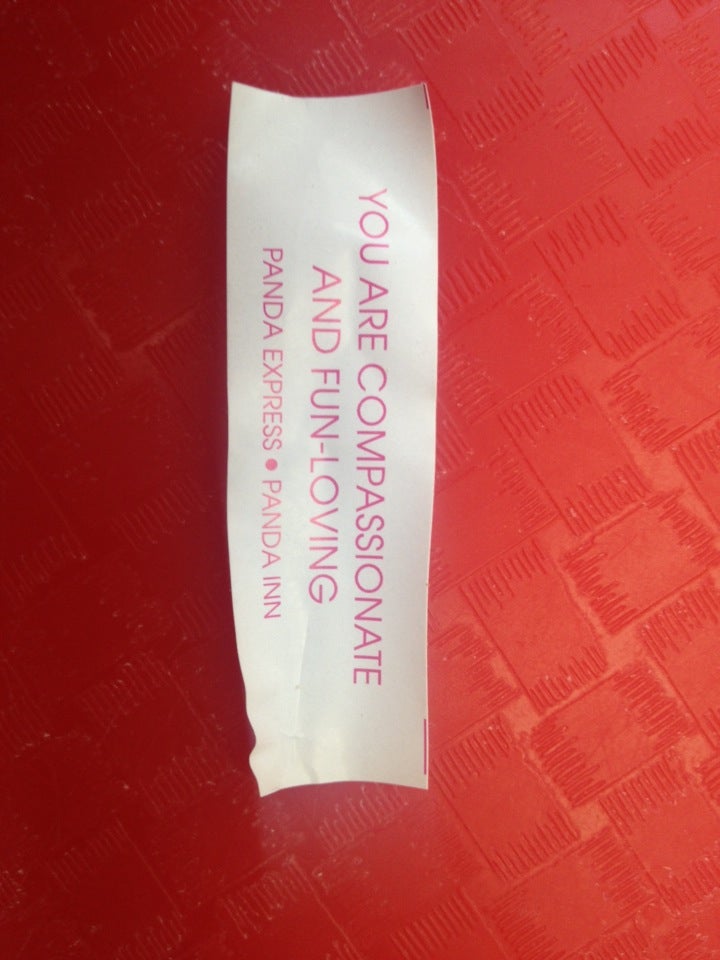 YOU ARE COMPASSIONATE
AND FUN-LOVING
PANDA EXPRESS • PANDA INN